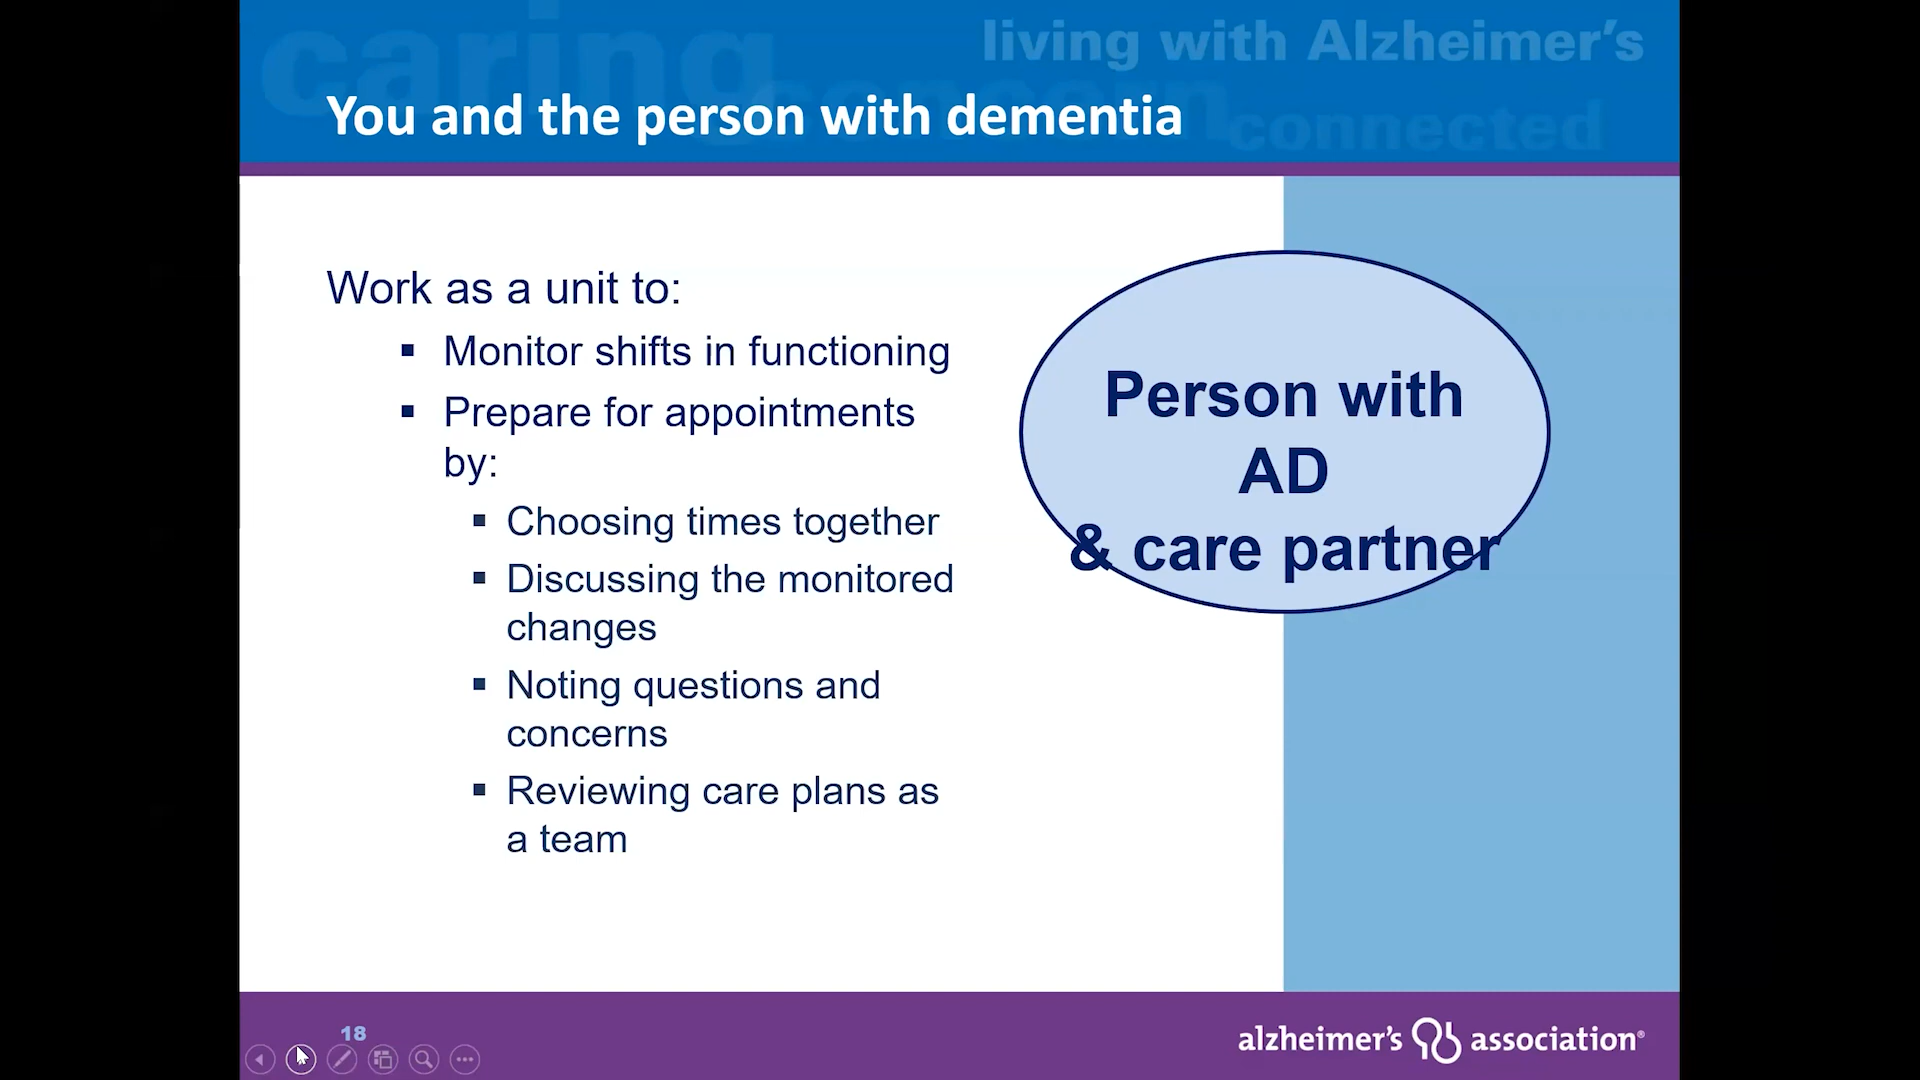 caring
living with Alzheimer's
concern
connected
You and the person with dementia
Work as a unit to:
▪ Monitor shifts in functioning
▪ Prepare for appointments
by:
▪ Choosing times together
▪ Discussing the monitored
changes
▪ Noting questions and
concerns
▪ Reviewing care plans as
a team
Person with
AD
& care partner
18
alzheimer's association®